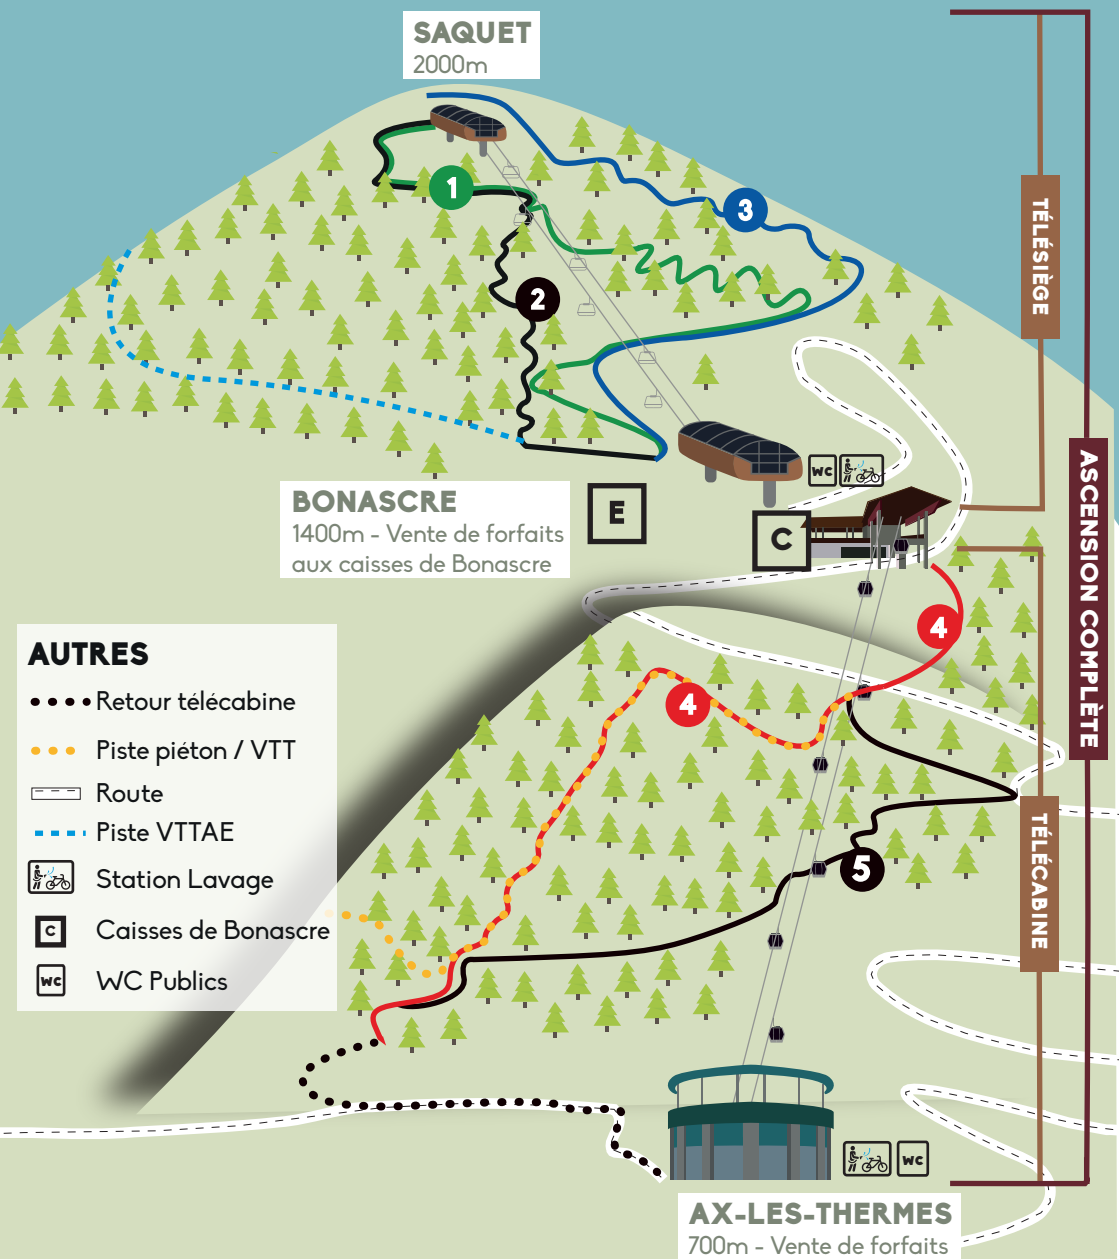 SAQUET
2000m
1
3
TÉLÉSIÈGE
2
WC
BONASCRE
1400m - Vente de forfaits
aux caisses de Bonascre
E
C
ASCENSION COMPLÈTE
4
4
AUTRES
Retour télécabine
Piste piéton / VTT
Route
Piste VTTAE
Station Lavage
C
Caisses de Bonascre
WC
WC Publics
TÉLÉCABINE
5
WC
AX-LES-THERMES
700m - Vente de forfaits